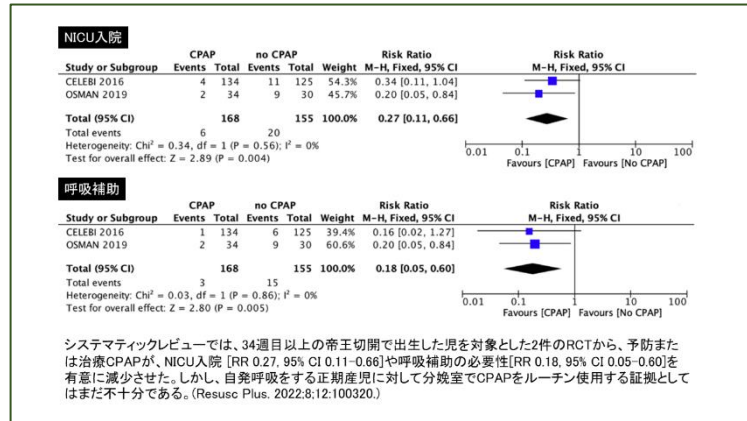 NICU入院
CPAP no CPAP Risk Ratio Risk Ratio
Study or Subgroup Events Total Events Total Weight M-H, Fixed, 95% CI M-H, Fixed, 95% CI
CELEBI 2016 4 134 11 125 54.3% 0.34 [0.11, 1.04]
OSMAN 2019 2 34 9 30 45.7% 0.20 [0.05, 0.84]
Total (95% CI) 168 155 100.0% 0.27 [0.11, 0.66]
Total events 6 20
Heterogeneity: Chi² = 0.34, df = 1 (P = 0.56); I² = 0%
Test for overall effect: Z = 2.89 (P = 0.004)
0.01 0.1 1 10 100
Favours [CPAP] Favours [No CPAP]
呼吸補助
CPAP no CPAP Risk Ratio Risk Ratio
Study or Subgroup Events Total Events Total Weight M-H, Fixed, 95% CI M-H, Fixed, 95% CI
CELEBI 2016 1 134 6 125 39.4% 0.16 [0.02, 1.27]
OSMAN 2019 2 34 9 30 60.6% 0.20 [0.05, 0.84]
Total (95% CI) 168 155 100.0% 0.18 [0.05, 0.60]
Total events 3 15
Heterogeneity: Chi² = 0.03, df = 1 (P = 0.86); I² = 0%
Test for overall effect: Z = 2.80 (P = 0.005)
0.01 0.1 1 10 100
Favours [CPAP] Favours [No CPAP]
システマティックレビューでは、34週目以上の帝王切開で出生した児を対象とした2件のRCTから、予防また
は治療CPAPが、NICU入院 [RR 0.27, 95% CI 0.11-0.66]や呼吸補助の必要性[RR 0.18, 95% CI 0.05-0.60]を
有意に減少させた。しかし、自発呼吸をする正期産児に対して分娩室でCPAPをルーチン使用する証拠として
はまだ不十分である。(Resusc Plus. 2022;8;12:100320.)